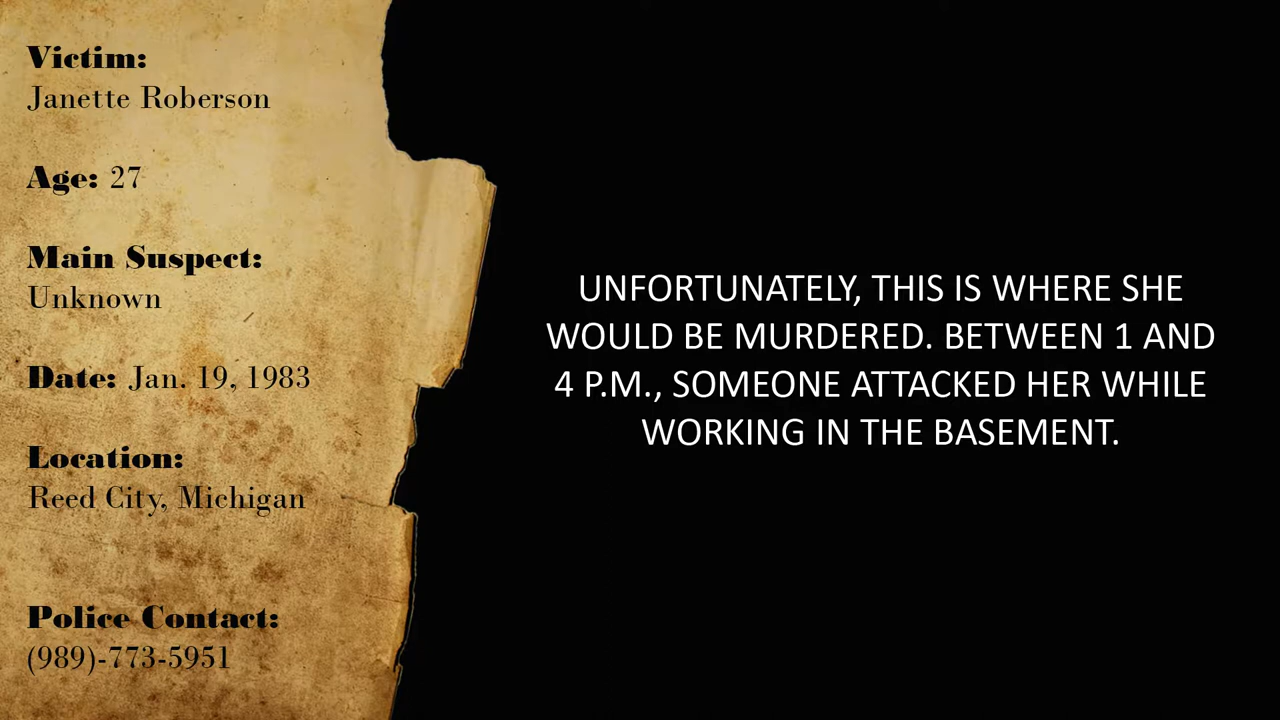 Victim:
Janette Roberson
Age: 27
Main Suspect:
Unknown
Date: Jan. 19, 1983
Location:
Reed City, Michigan
Police Contact:
(989)-773-5951
UNFORTUNATELY, THIS IS WHERE SHE
WOULD BE MURDERED. BETWEEN 1 AND
4 P.M., SOMEONE ATTACKED HER WHILE
WORKING IN THE BASEMENT.